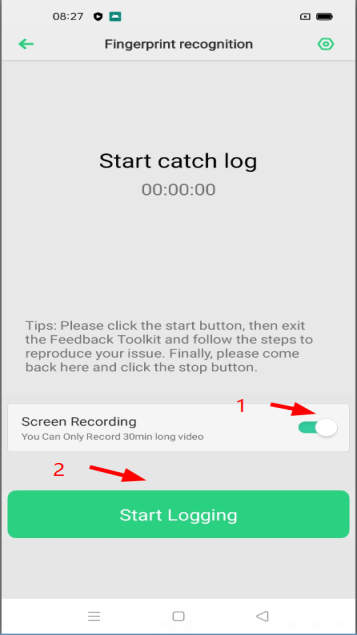 08:27
Fingerprint recognition
Start catch log
00:00:00
Tips: Please click the start button, then exit
the Feedback Toolkit and follow the steps to
reproduce your issue. Finally, please come
back here and click the stop button.
1
Screen Recording
You Can Only Record 30min long video
2
Start Logging